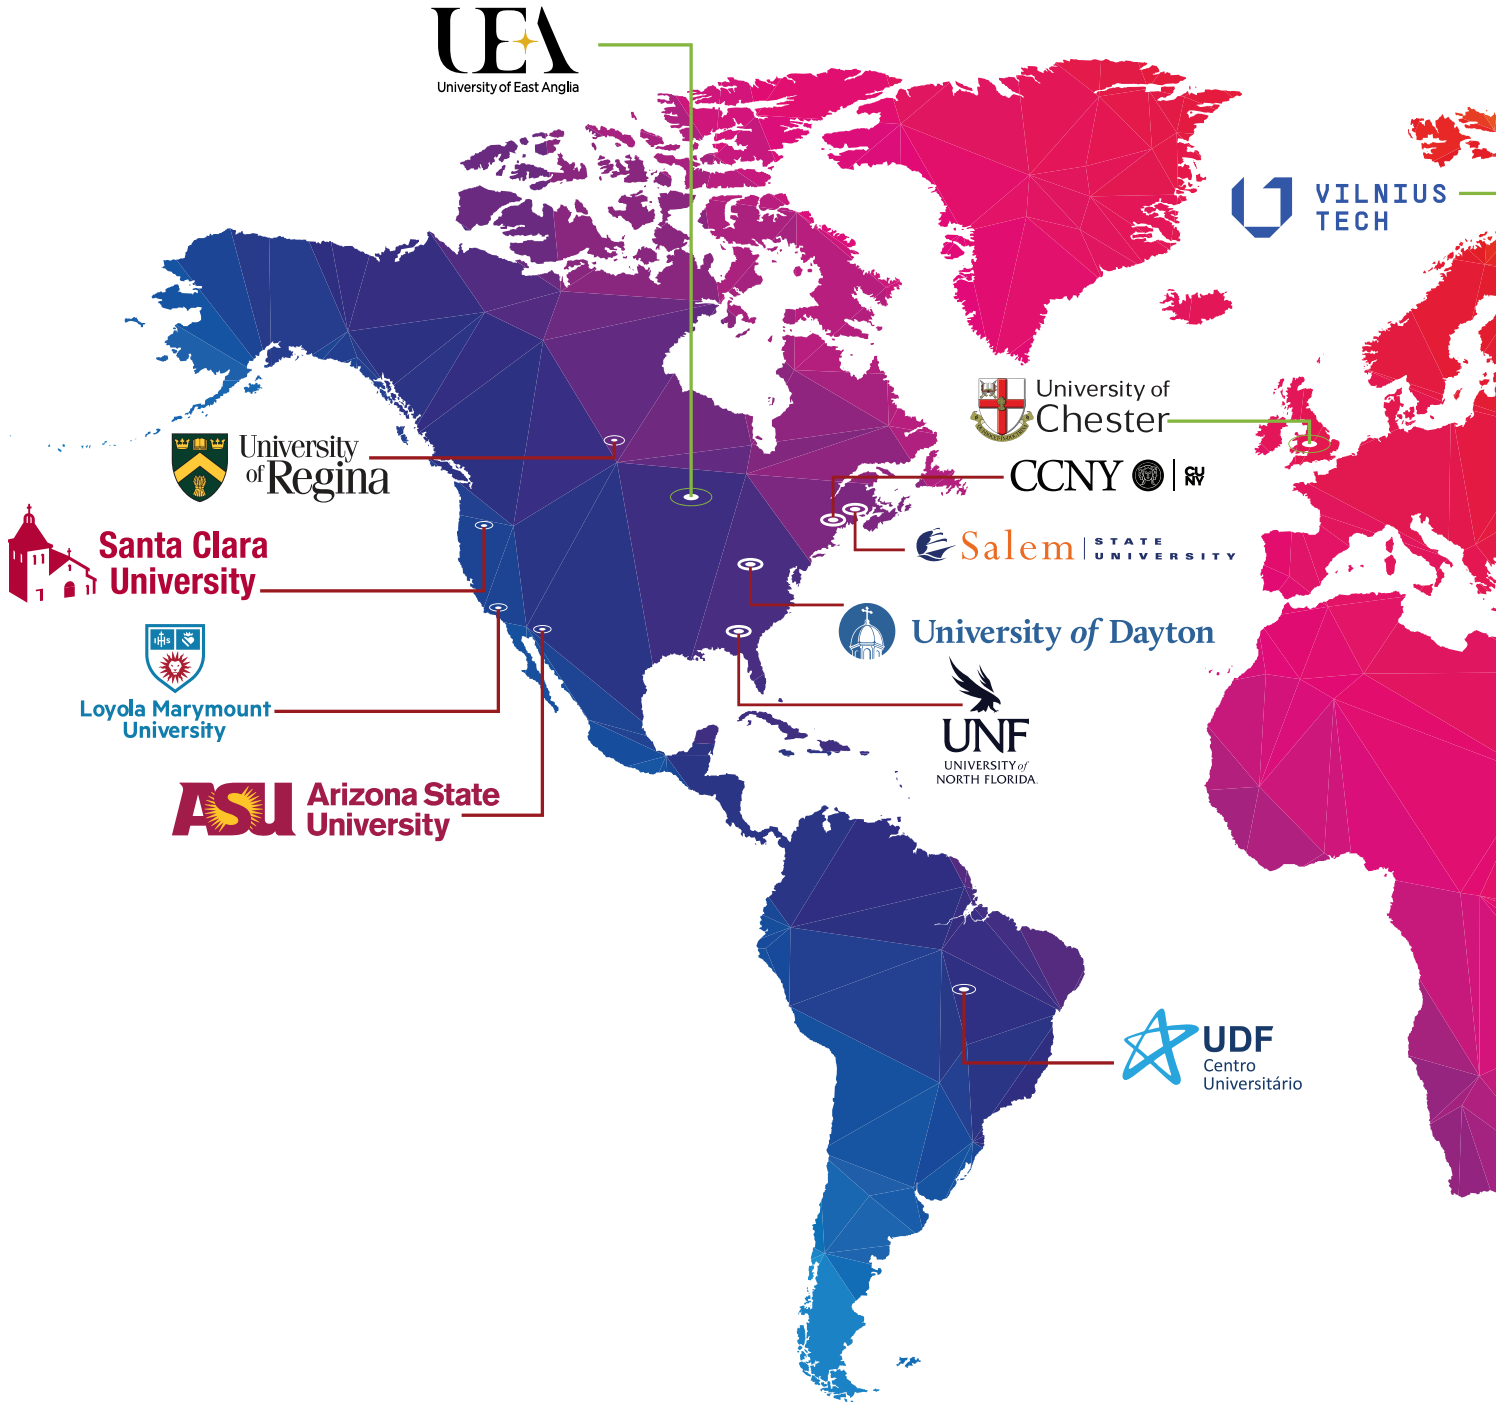 UEA
University of East Anglia
VILNIUS
TECH
University of
Chester
University
of Regina
CCNY
CU
NY
Santa Clara
University
Salem
STATE
UNIVERSITY
IHS
University of Dayton
Loyola Marymount
University
UNF
UNIVERSITY of
NORTH FLORIDA.
ASU
Arizona State
University
UDF
Centro
Universitário